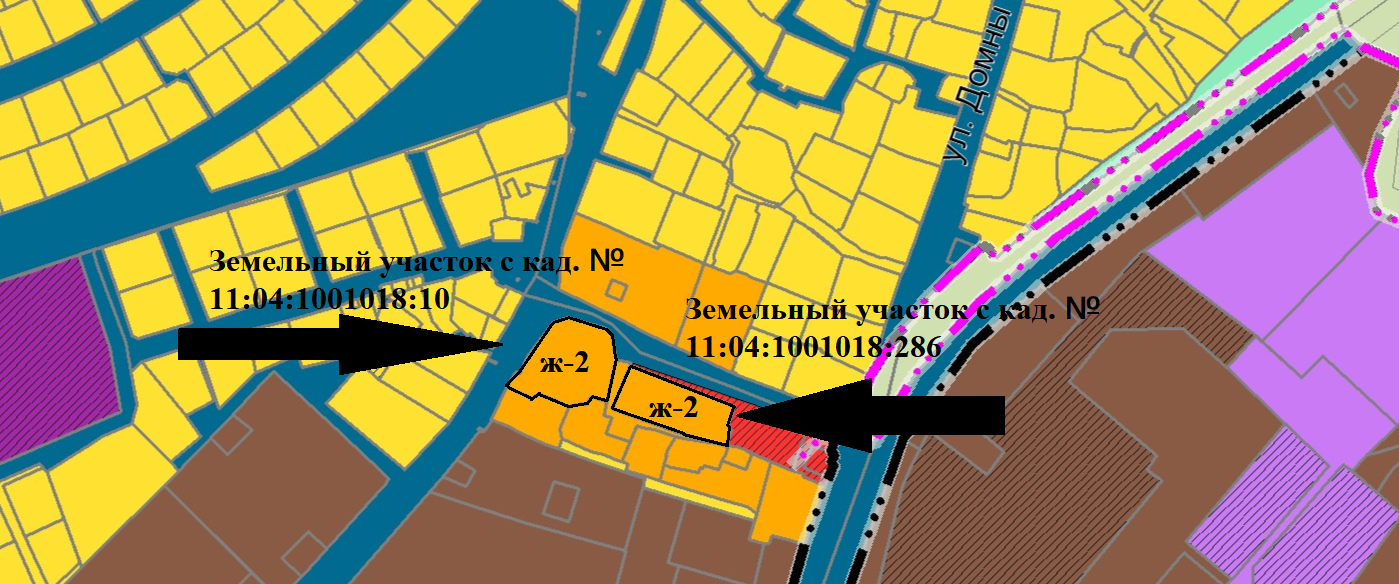 ул. Домны
Земельный участок с кад. №
11:04:1001018:10
Земельный участок с кад. №
11:04:1001018:286
ж-2
ж-2